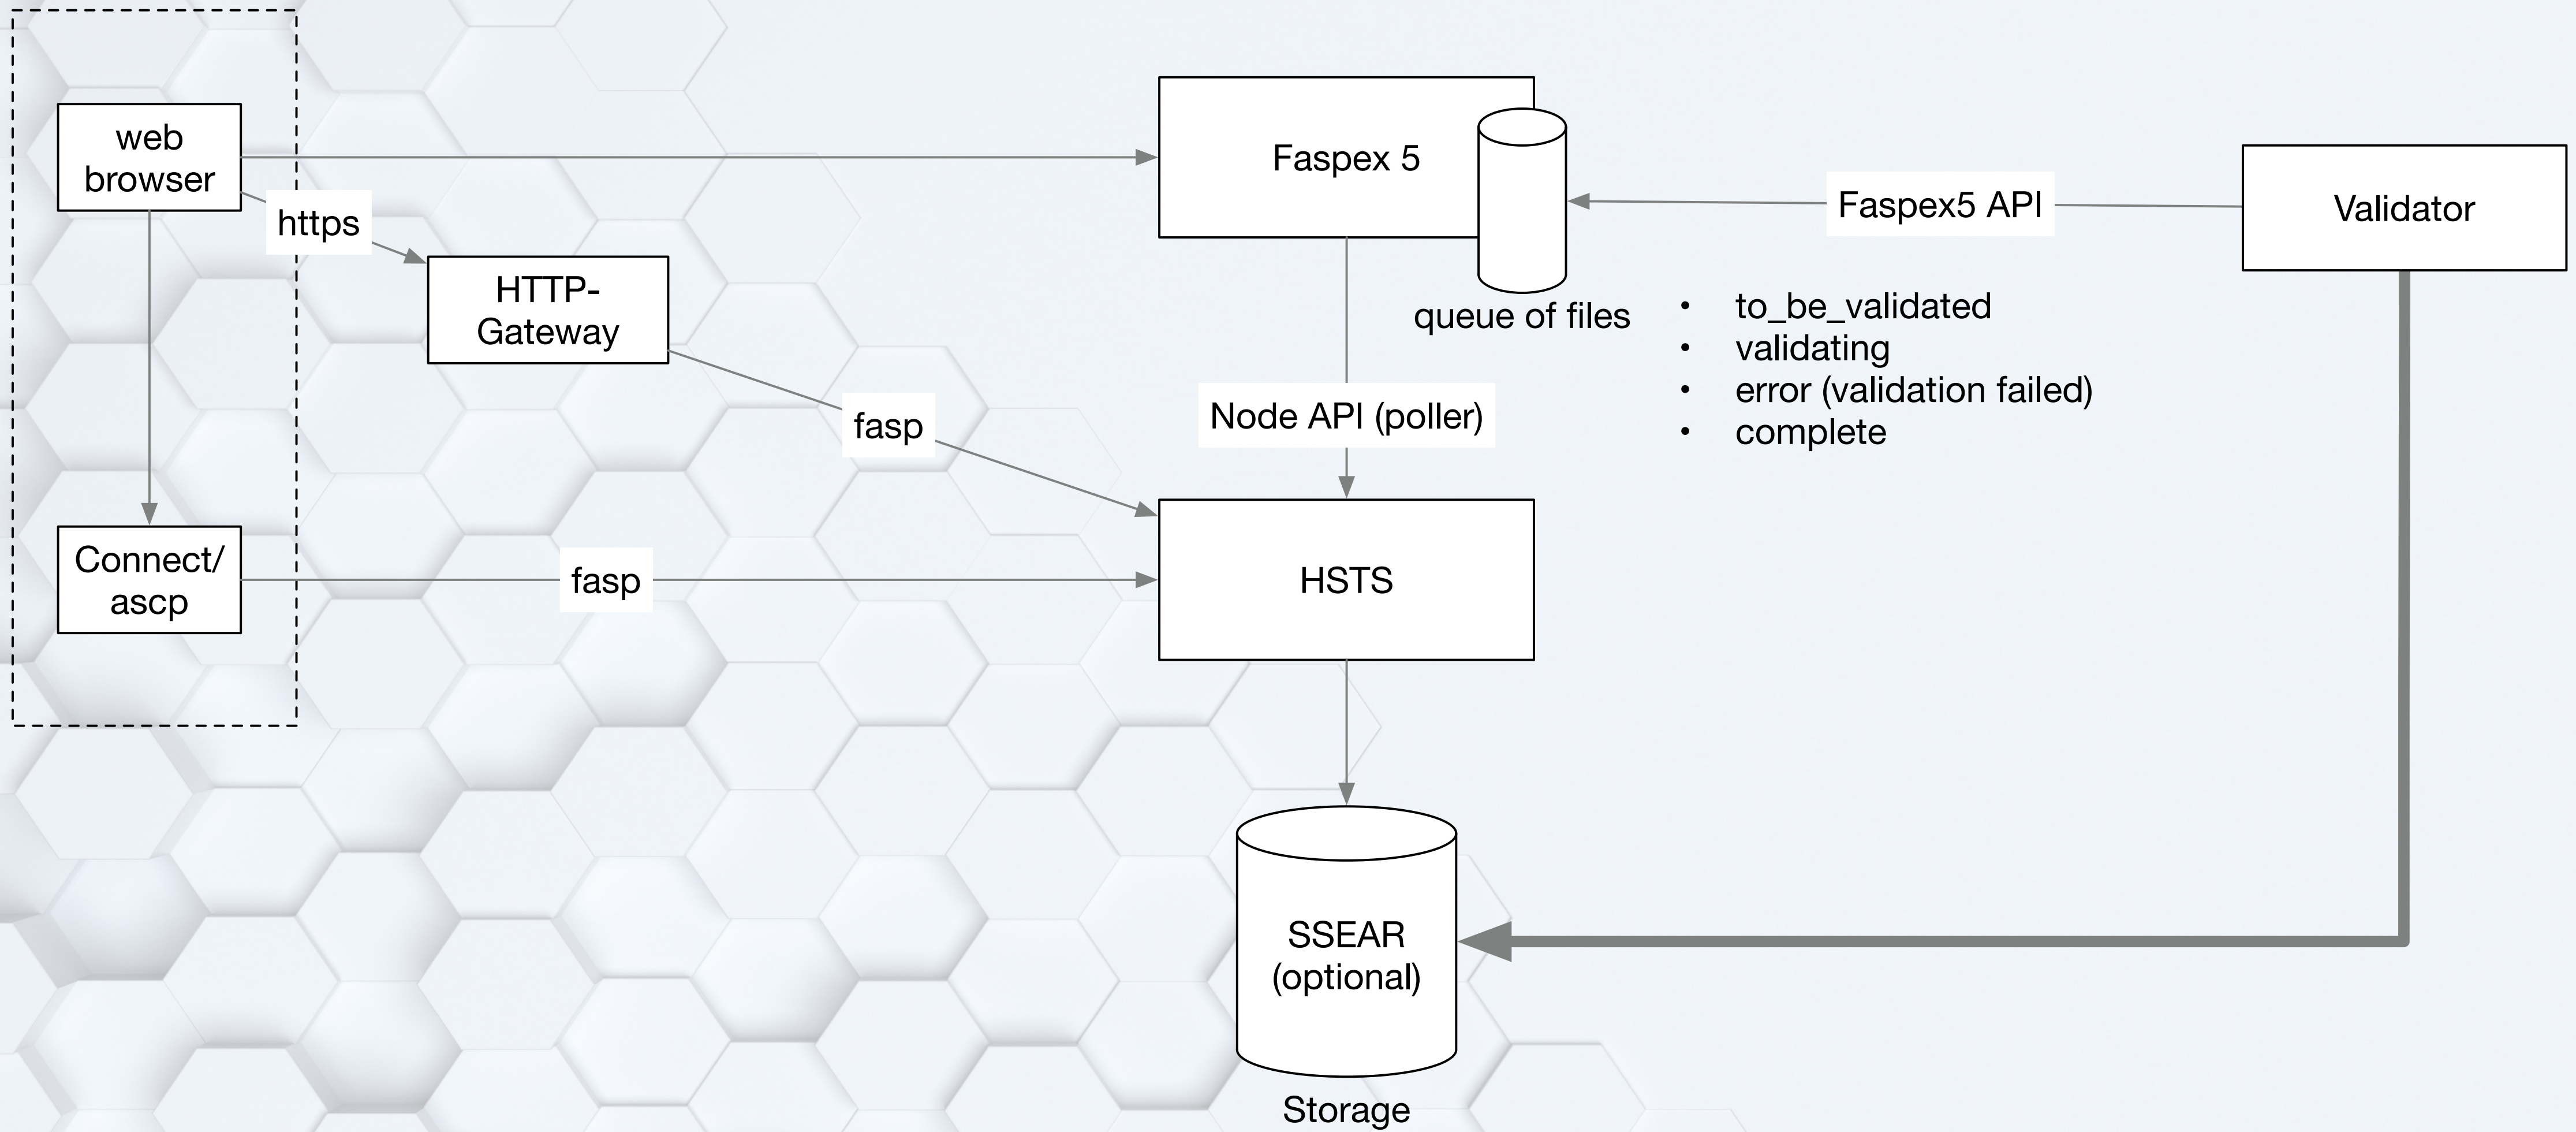 web
browser
https
HTTP-
Gateway
fasp
Connect/
ascp
fasp
Faspex 5
queue of files
Node API (poller)
HSTS
SSEAR
(optional)
Storage
Faspex5 API
Validator
• to_be_validated
• validating
• error (validation failed)
• complete